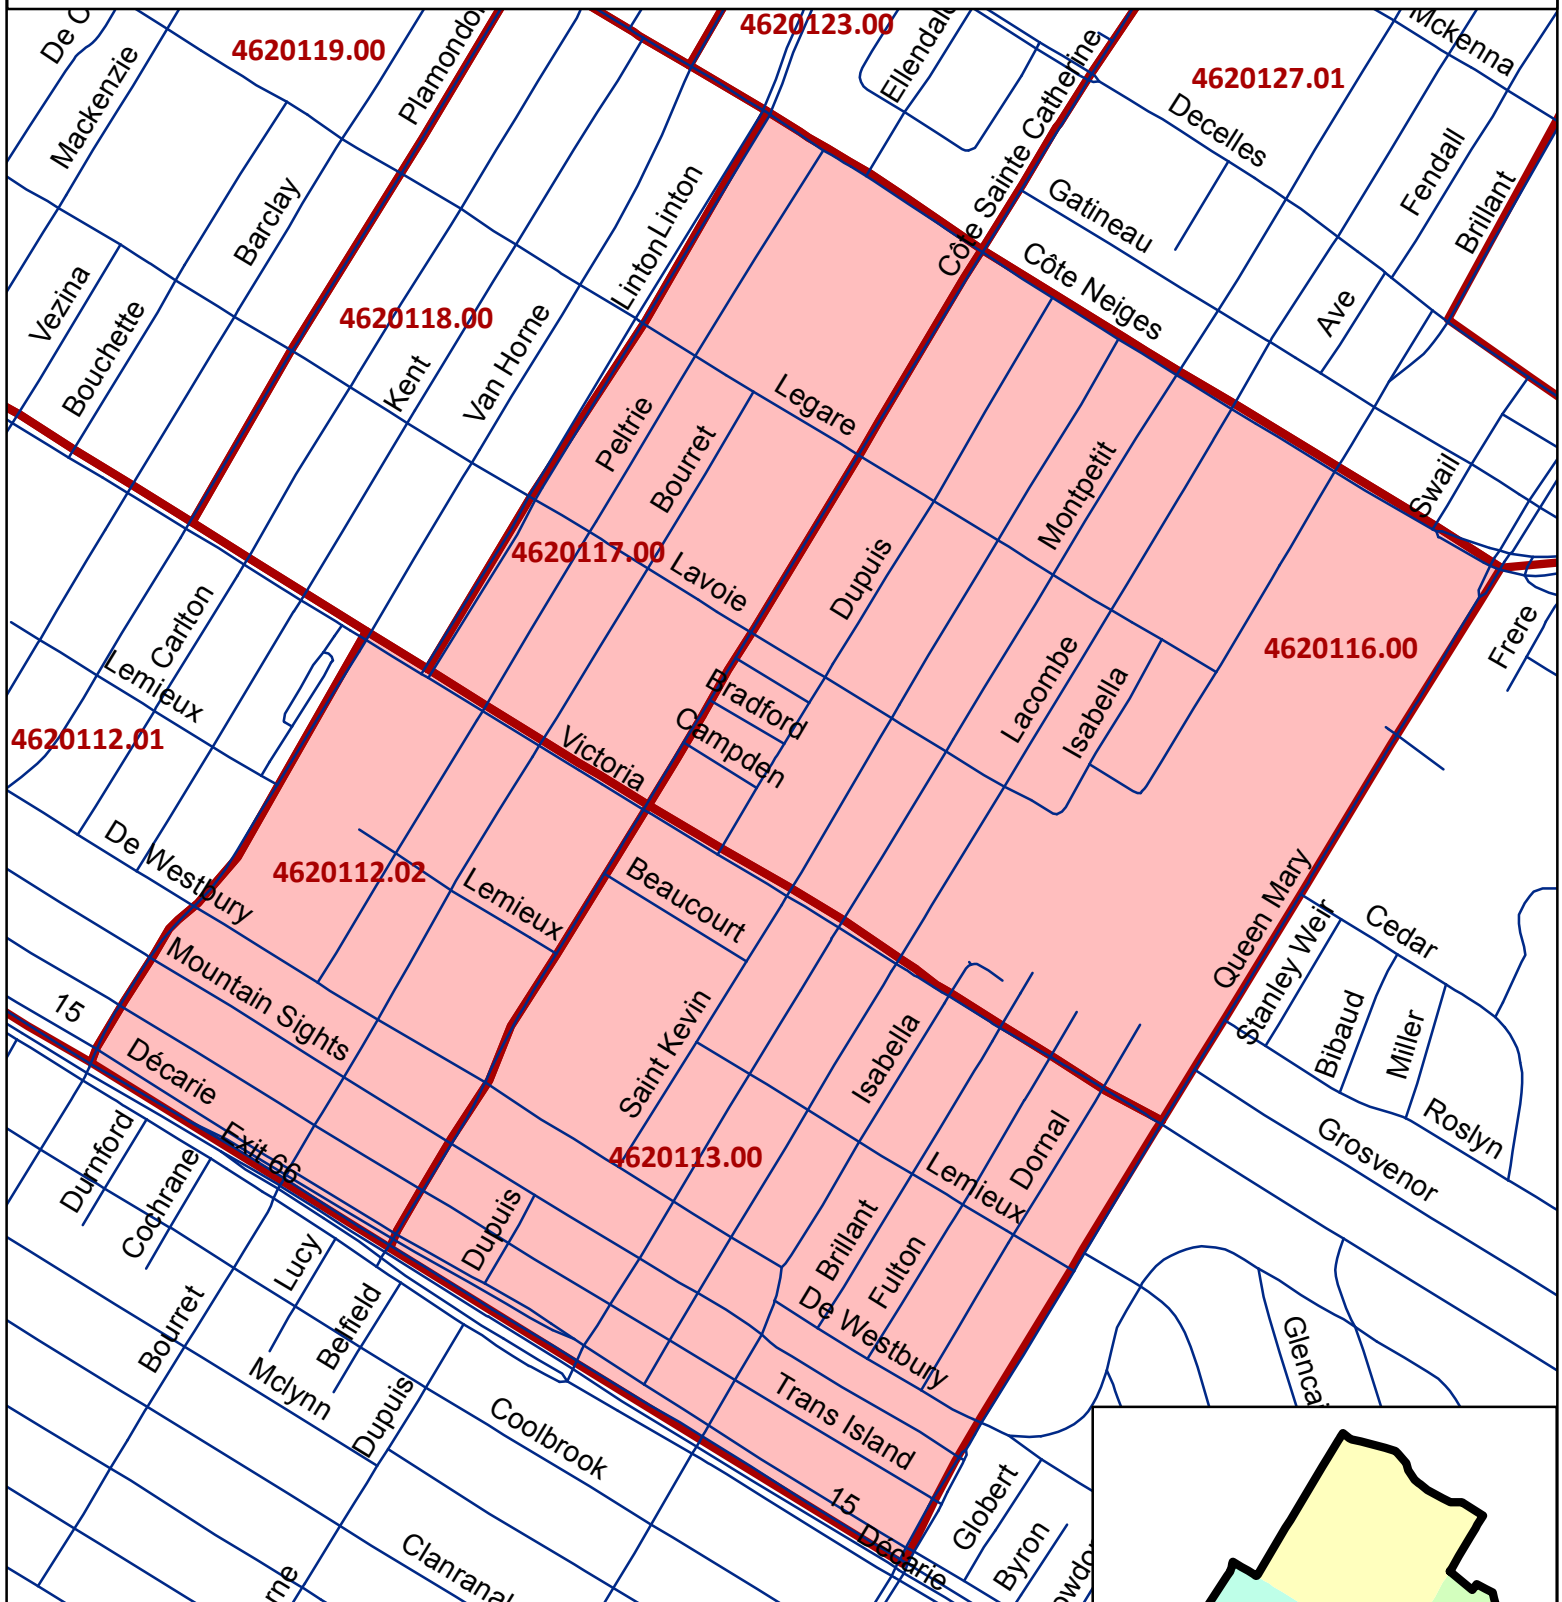 De C
Mackenzie
4620119.00
Plamondon
4620123.00
Ellendale
Côte Sainte Catherine
4620127.01
Mckenna
Decelles
Fendall
Brillant
Gatineau
Ave
Côte Neiges
Barclay
Vezina
Bouchette
4620118.00
Kent
Van Horne
Linton
Linton
Peltrie
Bourret
Legare
Montpetit
Swail
4620117.00
Lavoie
Dupuis
Lacombe
Isabella
4620116.00
Frere
Carlton
Lemieux
4620112.01
Bradford
Campden
Victoria
De Westbury
4620112.02
Lemieux
Beaucourt
Queen Mary
Stanley Weir
Cedar
Bibaud
Miller
Roslyn
Grosvenor
Mountain Sights
15
Décarie
Exit 66
Saint Kevin
Isabella
4620113.00
Dornal
Lemieux
Durnford
Cochrane
Dupuis
Brillant
Fulton
De Westbury
Lucy
Belfield
Bourret
Mclynn
Dupuis
Coolbrook
Trans Island
Glencai
15
Décarie
Globert
Byron
owdo
Clanranal
rne